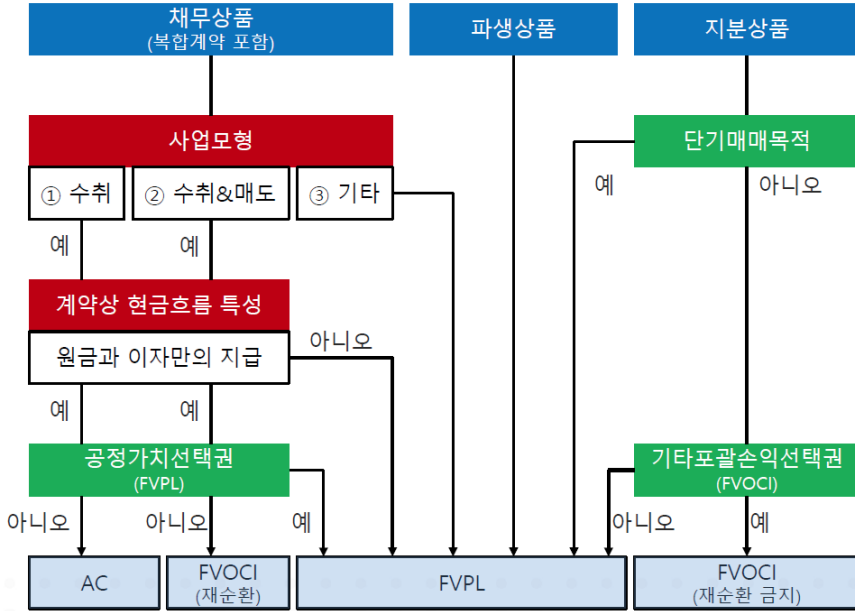 채무상품
(복합계약 포함)
파생상품
지분상품
사업모형
단기매매목적
① 수취
② 수취&매도
③ 기타
예
아니오
예
예
계약상 현금흐름 특성
원금과 이자만의 지급
아니오
예
예
공정가치선택권
(FVPL)
기타포괄손익선택권
(FVOCI)
아니오
아니오
예
아니오
예
AC
FVOCI
(재순환)
FVPL
FVOCI
(재순환 금지)